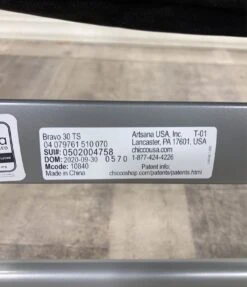 Bravo 30 TS
04 079761 510 070
SUI#: 0502004758
DOM: 2020-09-30 0570
Mcode: 10840
Made in China
Artsana USA, Inc. T-01
Lancaster, PA 17601, USA
chiccousa.com
1-877-424-4226
Patent info:
chiccoshop.com/patents/patents.html